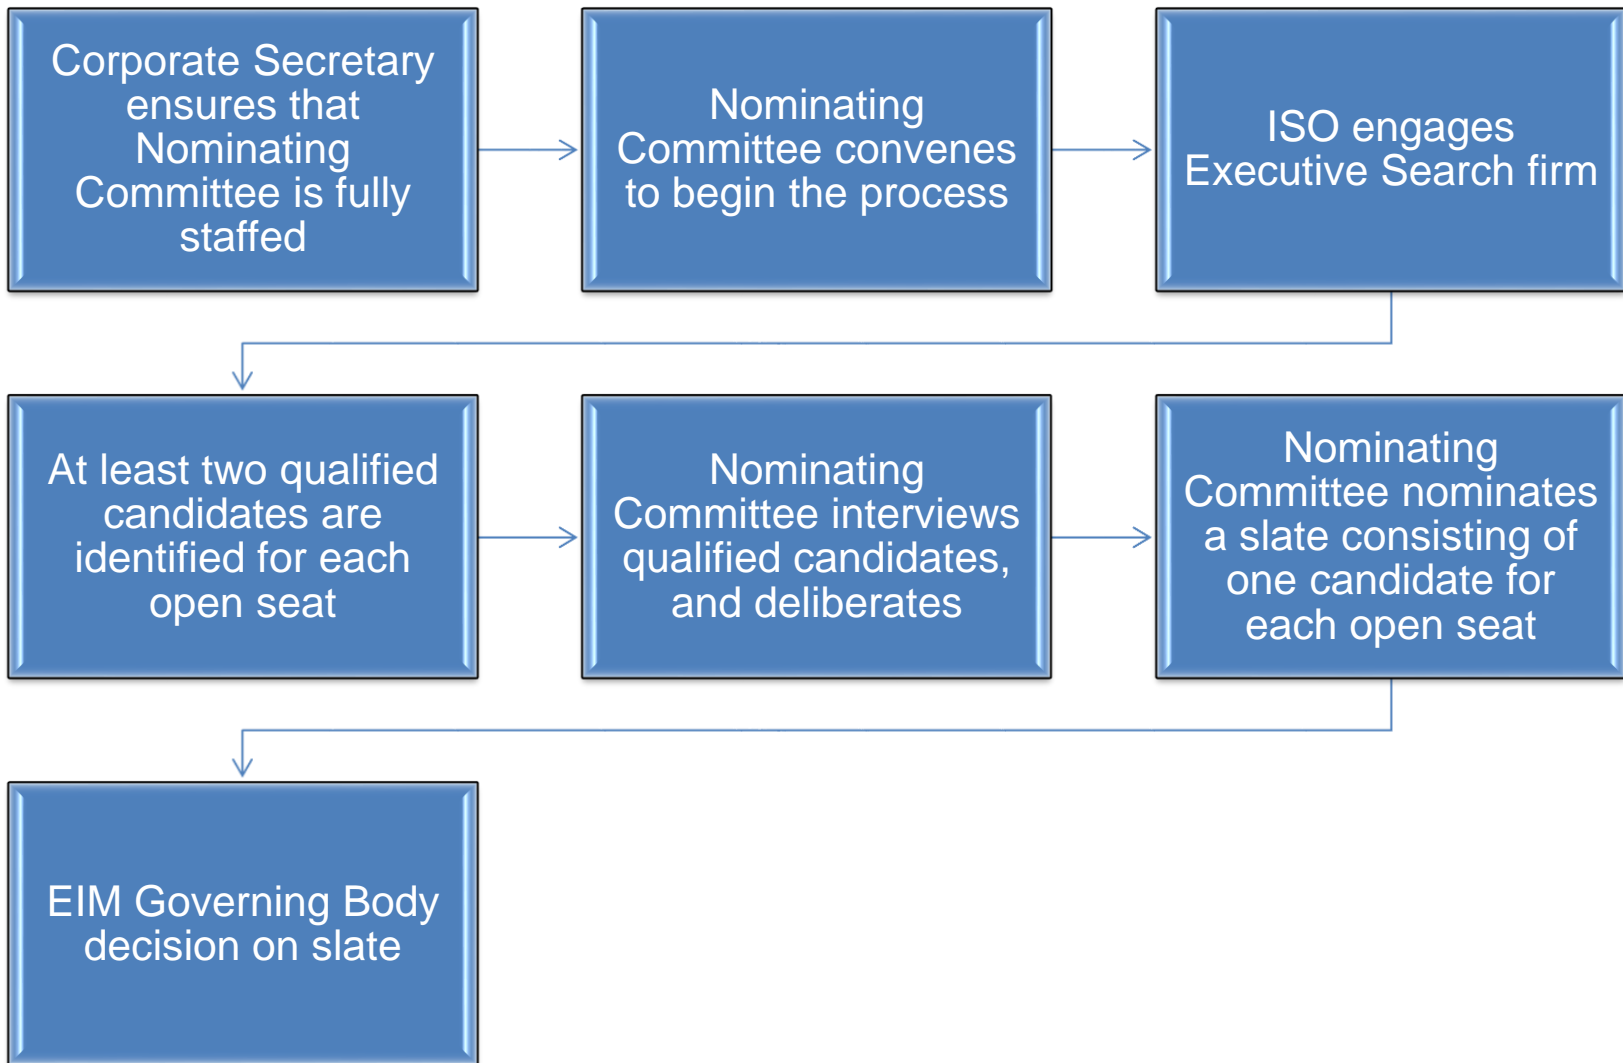 Corporate Secretary
ensures that
Nominating
Committee is fully
staffed
Nominating
Committee convenes
to begin the process
ISO engages
Executive Search firm
At least two qualified
candidates are
identified for each
open seat
Nominating
Committee interviews
qualified candidates,
and deliberates
Nominating
Committee nominates
a slate consisting of
one candidate for
each open seat
EIM Governing Body
decision on slate